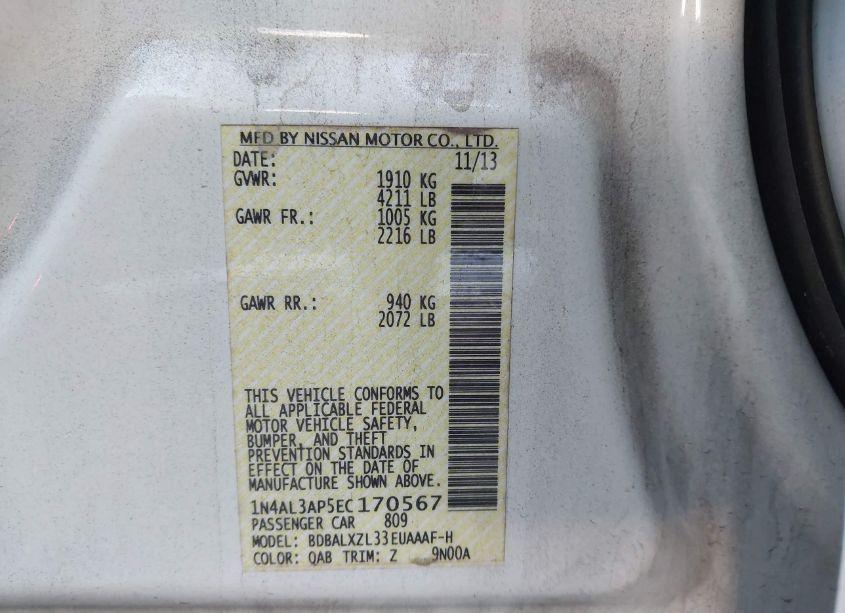 MFD BY NISSAN MOTOR CO., LTD.
DATE: 11/13
GVWR: 1910 KG
4211 LB
GAWR FR.: 1005 KG
2216 LB
GAWR RR.: 940 KG
2072 LB
THIS VEHICLE CONFORMS TO
ALL APPLICABLE FEDERAL
MOTOR VEHICLE SAFETY,
BUMPER, AND THEFT
PREVENTION STANDARDS IN
EFFECT ON THE DATE OF
MANUFACTURE SHOWN ABOVE.
1N4AL3AP5EC170567
PASSENGER CAR 809
MODEL: BDBALXZL33EUAAAF-H
COLOR: QAB TRIM: Z 9N00A